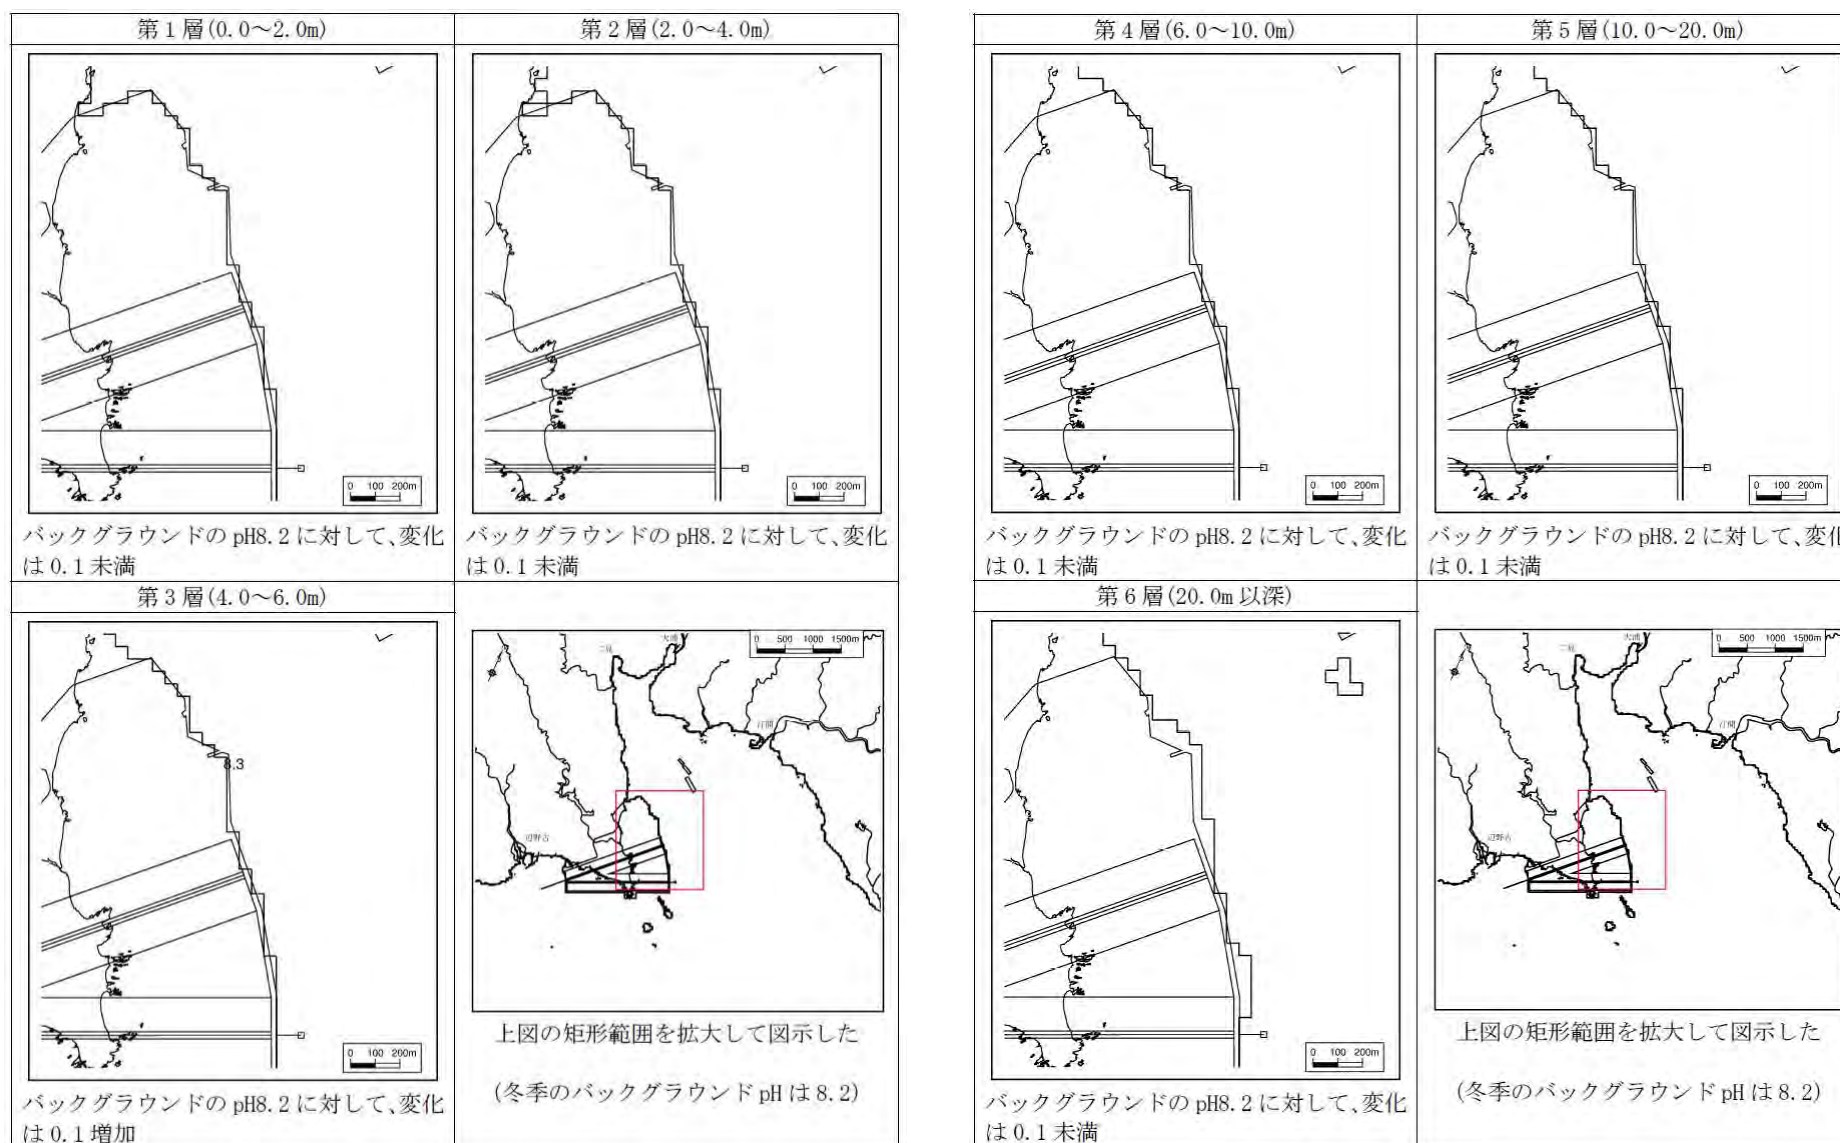 第1層(0.0～2.0m)
第2層(2.0～4.0m)
0 100 200m
0 100 200m
バックグラウンドの pH8.2 に対して、変化
は 0.1 未満
バックグラウンドの pH8.2 に対して、変化
は 0.1 未満
第3層(4.0～6.0m)
8.3
0 100 200m
バックグラウンドの pH8.2 に対して、変化
は 0.1 増加
0 500 1000 1500m
大浦
二見
汀間
辺野古
上図の矩形範囲を拡大して図示した
(冬季のバックグラウンド pH は 8.2)
第4層(6.0～10.0m)
第5層(10.0～20.0m)
0 100 200m
0 100 200m
バックグラウンドの pH8.2 に対して、変化
は 0.1 未満
バックグラウンドの pH8.2 に対して、変化
は 0.1 未満
第6層(20.0m 以深)
0 100 200m
バックグラウンドの pH8.2 に対して、変化
は 0.1 未満
0 500 1000 1500m
大浦
二見
汀間
辺野古
上図の矩形範囲を拡大して図示した
(冬季のバックグラウンド pH は 8.2)